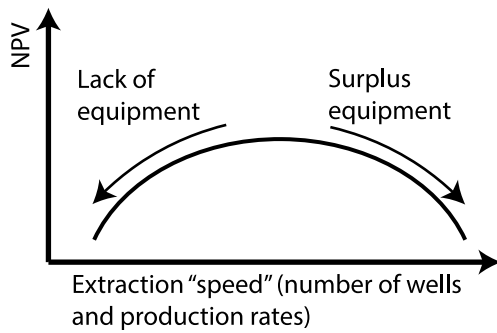 NPV
Lack of
equipment
Surplus
equipment
Extraction “speed” (number of wells
and production rates)